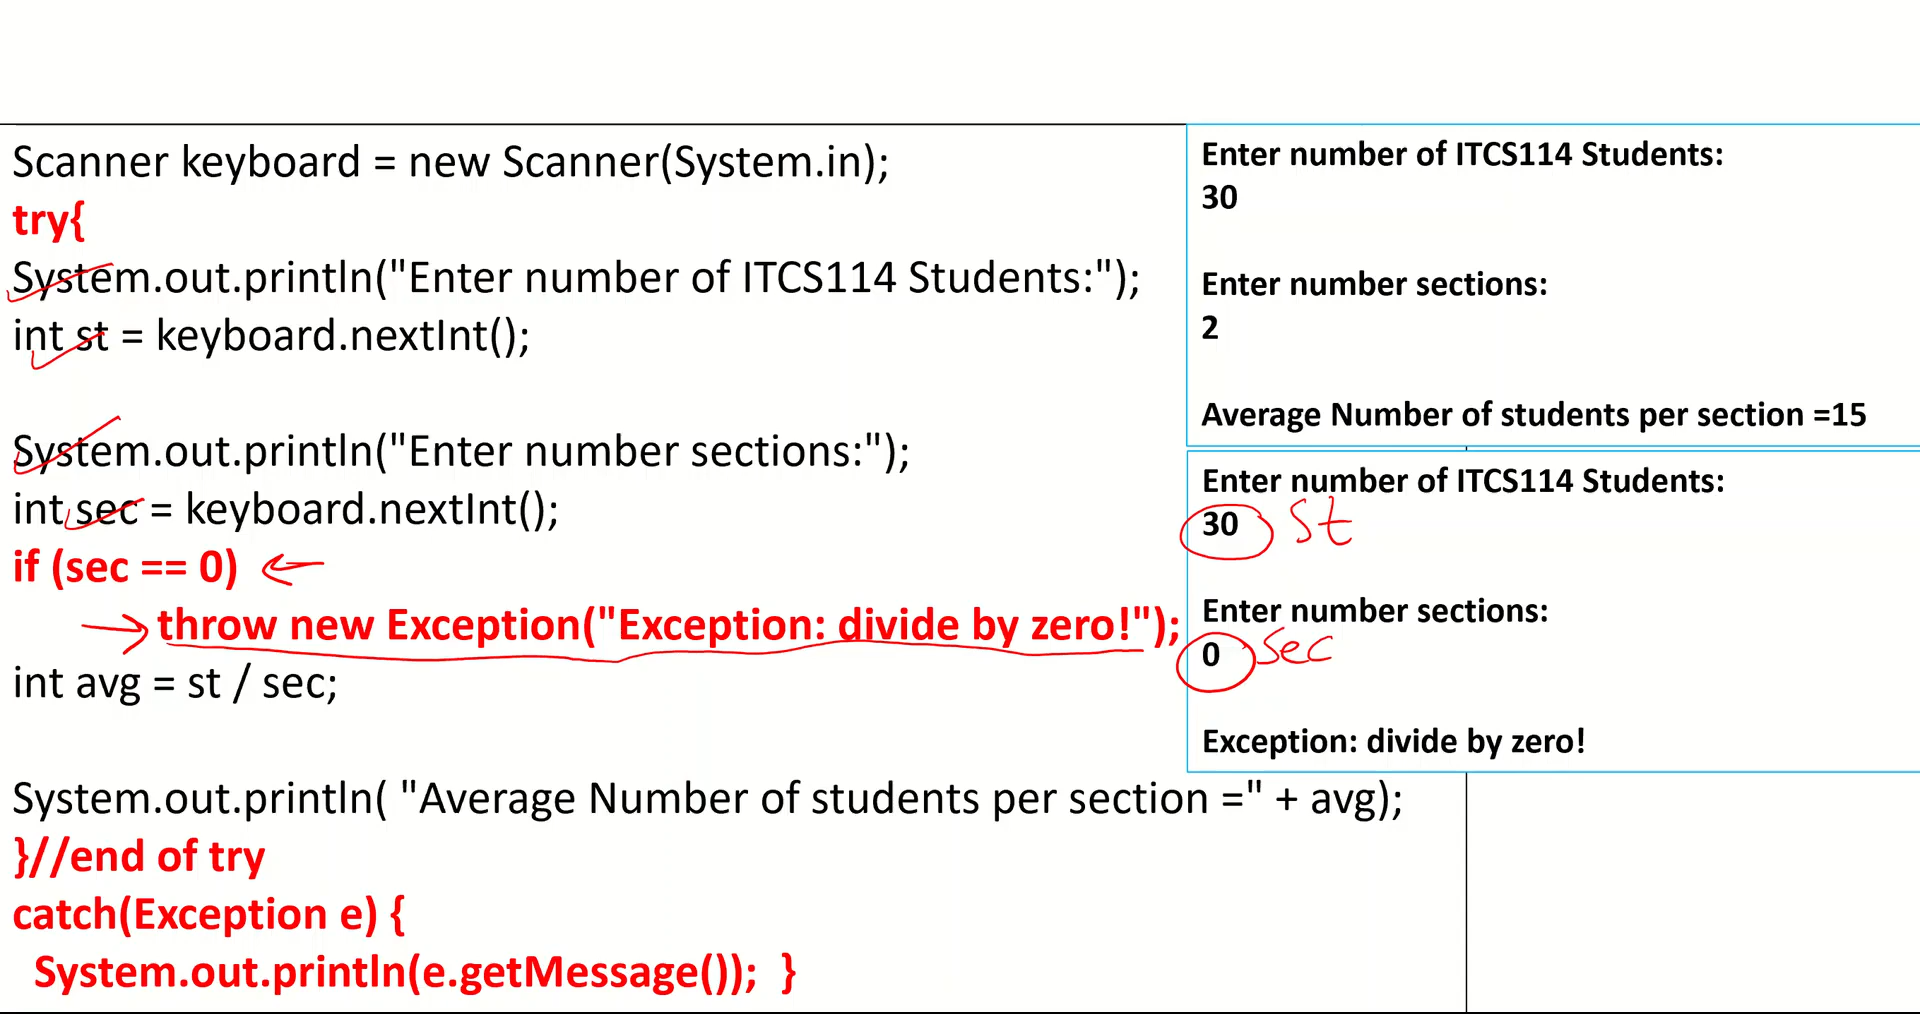 Scanner keyboard = new Scanner(System.in);
try{
System.out.println("Enter number of ITCS114 Students:");
int st = keyboard.nextInt();
System.out.println("Enter number sections:");
int sec = keyboard.nextInt();
if (sec == 0)
throw new Exception("Exception: divide by zero!");
int avg = st / sec;
System.out.println( "Average Number of students per section =" + avg);
}//end of try
catch(Exception e) {
System.out.println(e.getMessage()); }
Enter number of ITCS114 Students:
30
Enter number sections:
2
Average Number of students per section =15
Enter number of ITCS114 Students:
30 st
Enter number sections:
0 sec
Exception: divide by zero!